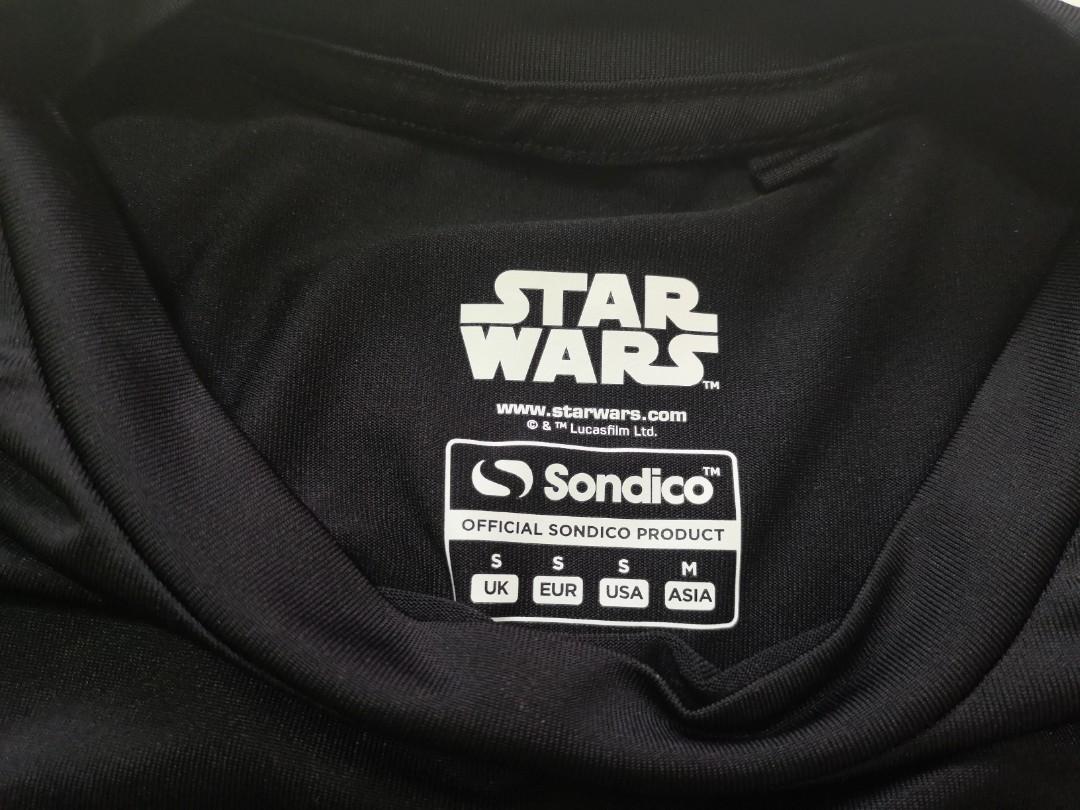 STAR
WARS™
www.starwars.com
© & ™ Lucasfilm Ltd.
Sondico™
OFFICIAL SONDICO PRODUCT
S S S M
UK EUR USA ASIA